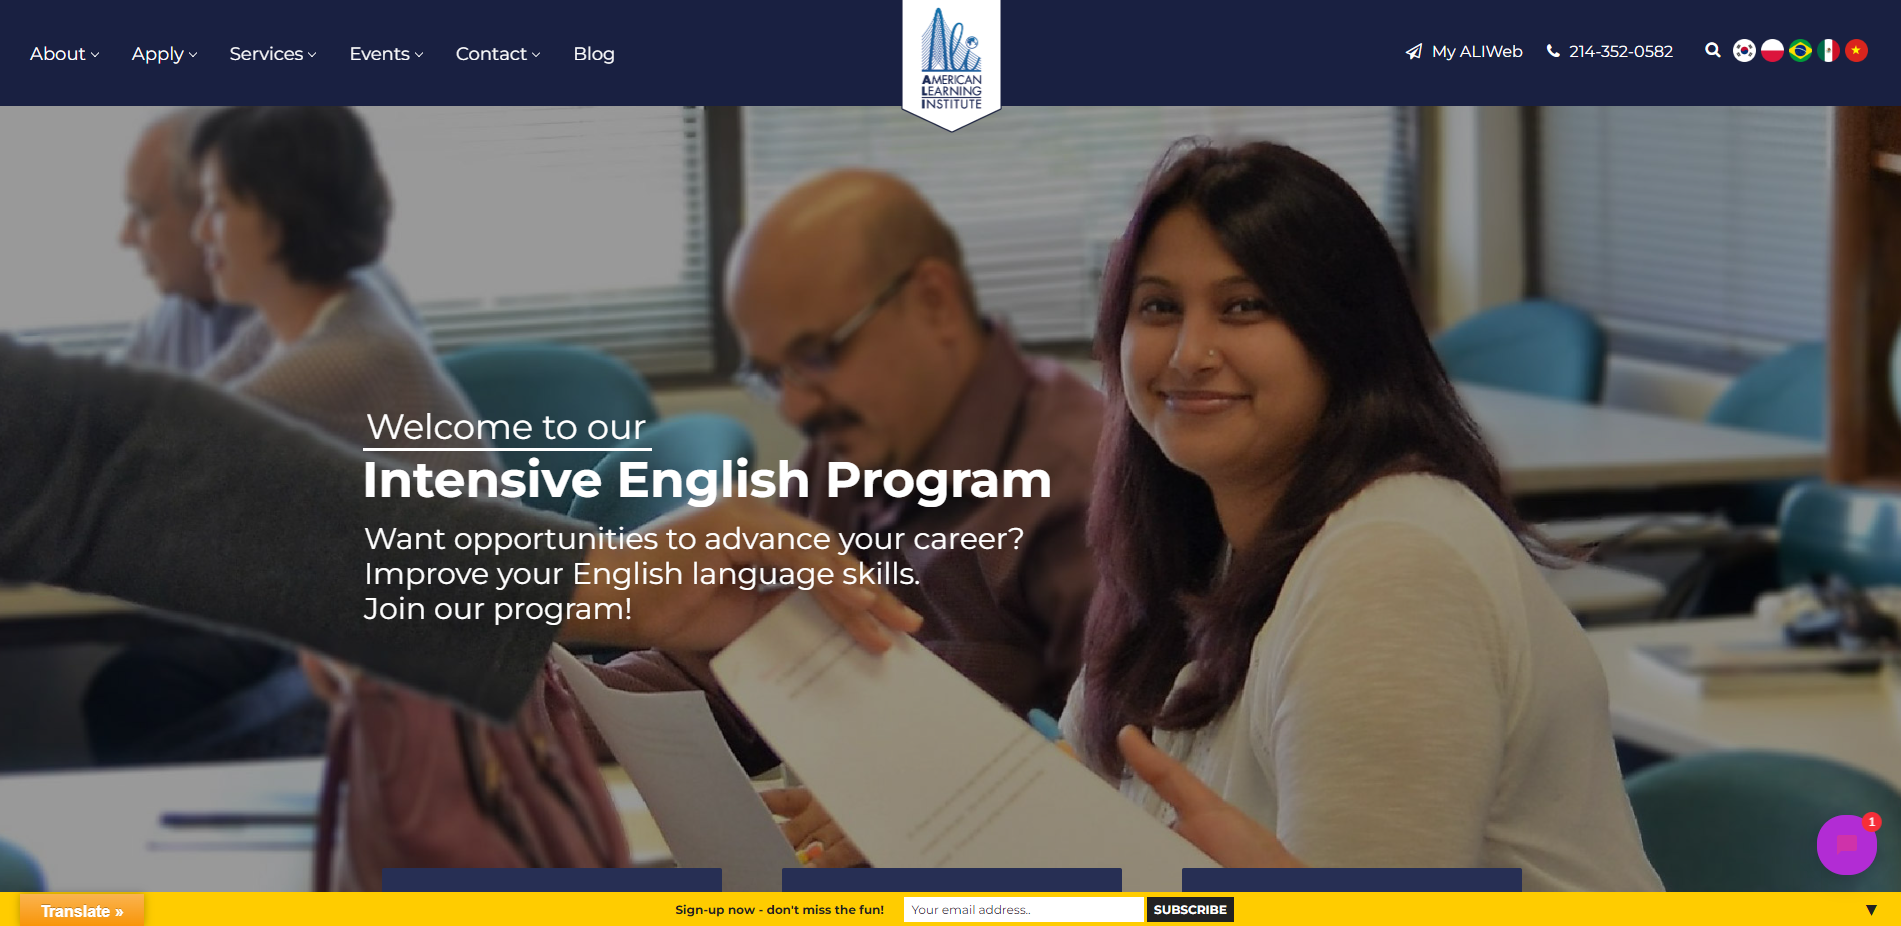 About
Apply
Services
Events
Contact
Blog
ALi
AMERICAN
LEARNING
INSTITUTE
My ALIWeb
214-352-0582
Welcome to our
Intensive English Program
Want opportunities to advance your career?
Improve your English language skills.
Join our program!
1
Translate »
Sign-up now - don't miss the fun!
Your email address..
SUBSCRIBE